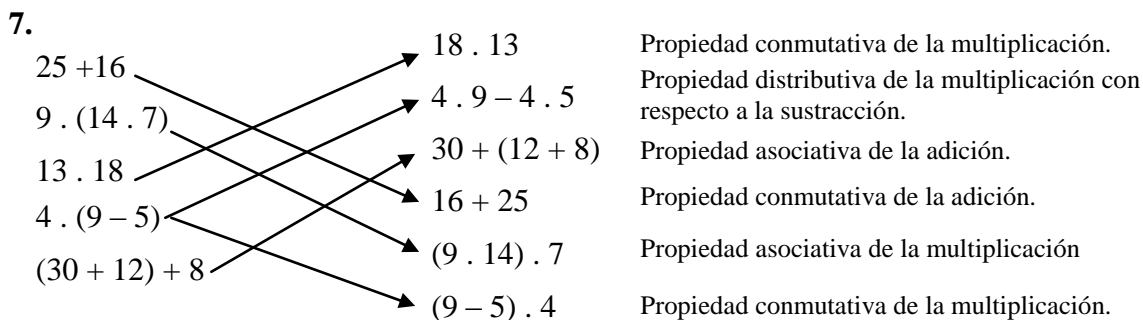 7.
25 +16
9 . (14 . 7)
13 . 18
4 . (9 – 5)
(30 + 12) + 8
18 . 13 Propiedad conmutativa de la multiplicación.
4 . 9 – 4 . 5 Propiedad distributiva de la multiplicación con
respecto a la sustracción.
30 + (12 + 8) Propiedad asociativa de la adición.
16 + 25 Propiedad conmutativa de la adición.
(9 . 14) . 7 Propiedad asociativa de la multiplicación
(9 – 5) . 4 Propiedad conmutativa de la multiplicación.